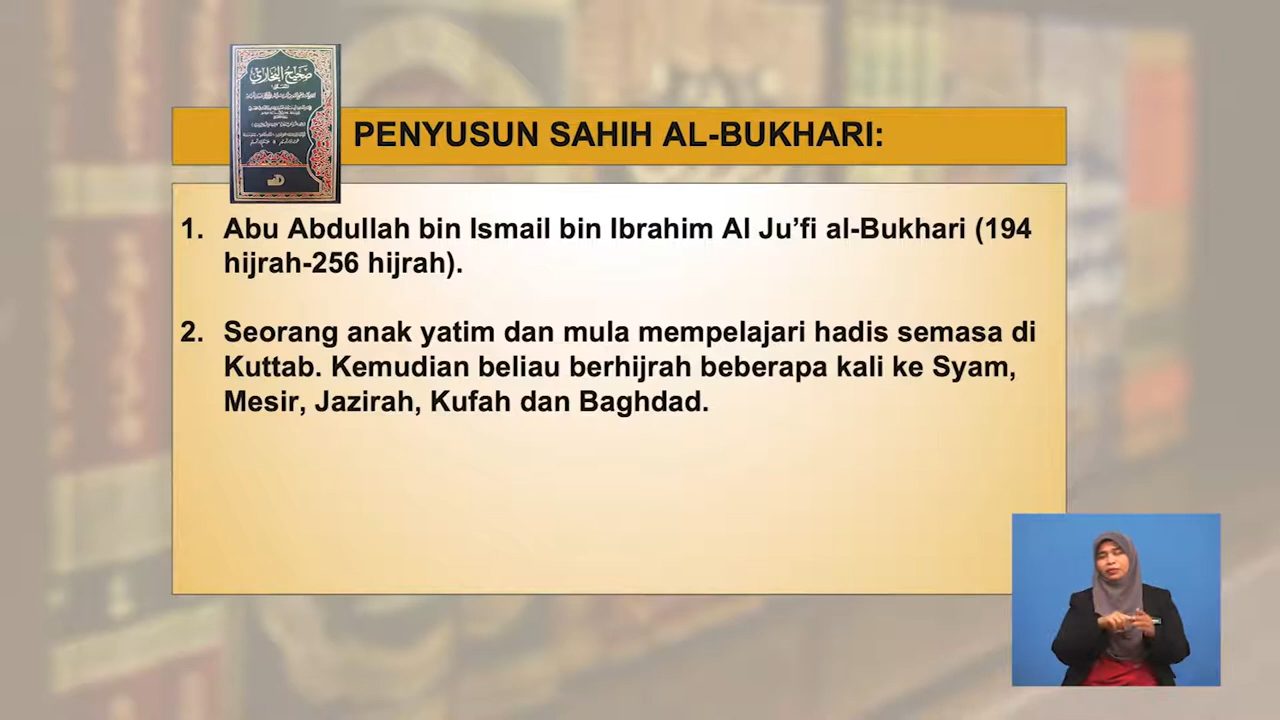 صحيح البخاري
PENYUSUN SAHIH AL-BUKHARI:
1. Abu Abdullah bin Ismail bin Ibrahim Al Ju’fi al-Bukhari (194
hijrah-256 hijrah).
2. Seorang anak yatim dan mula mempelajari hadis semasa di
Kuttab. Kemudian beliau berhijrah beberapa kali ke Syam,
Mesir, Jazirah, Kufah dan Baghdad.